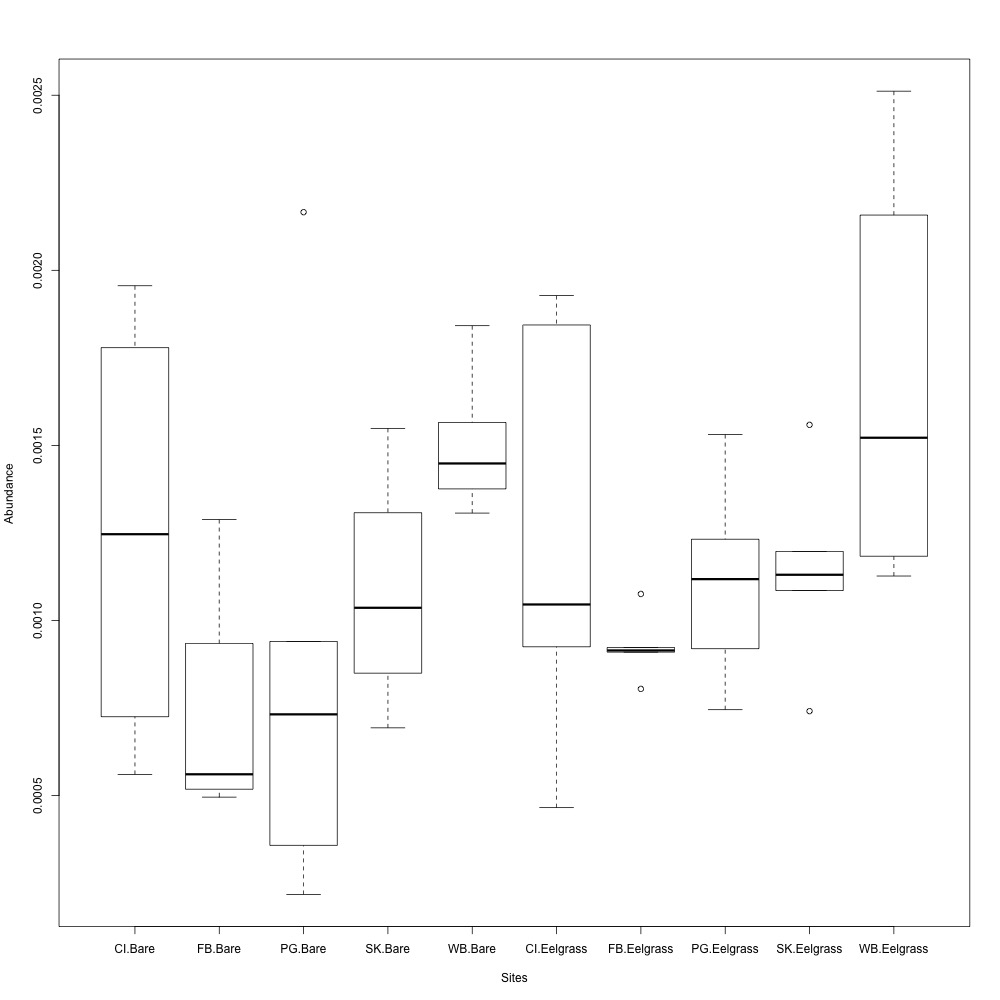 Abundance
0.0025
0.0020
0.0015
0.0010
0.0005
CI.Bare FB.Bare PG.Bare SK.Bare WB.Bare CI.Eelgrass FB.Eelgrass PG.Eelgrass SK.Eelgrass WB.Eelgrass
Sites